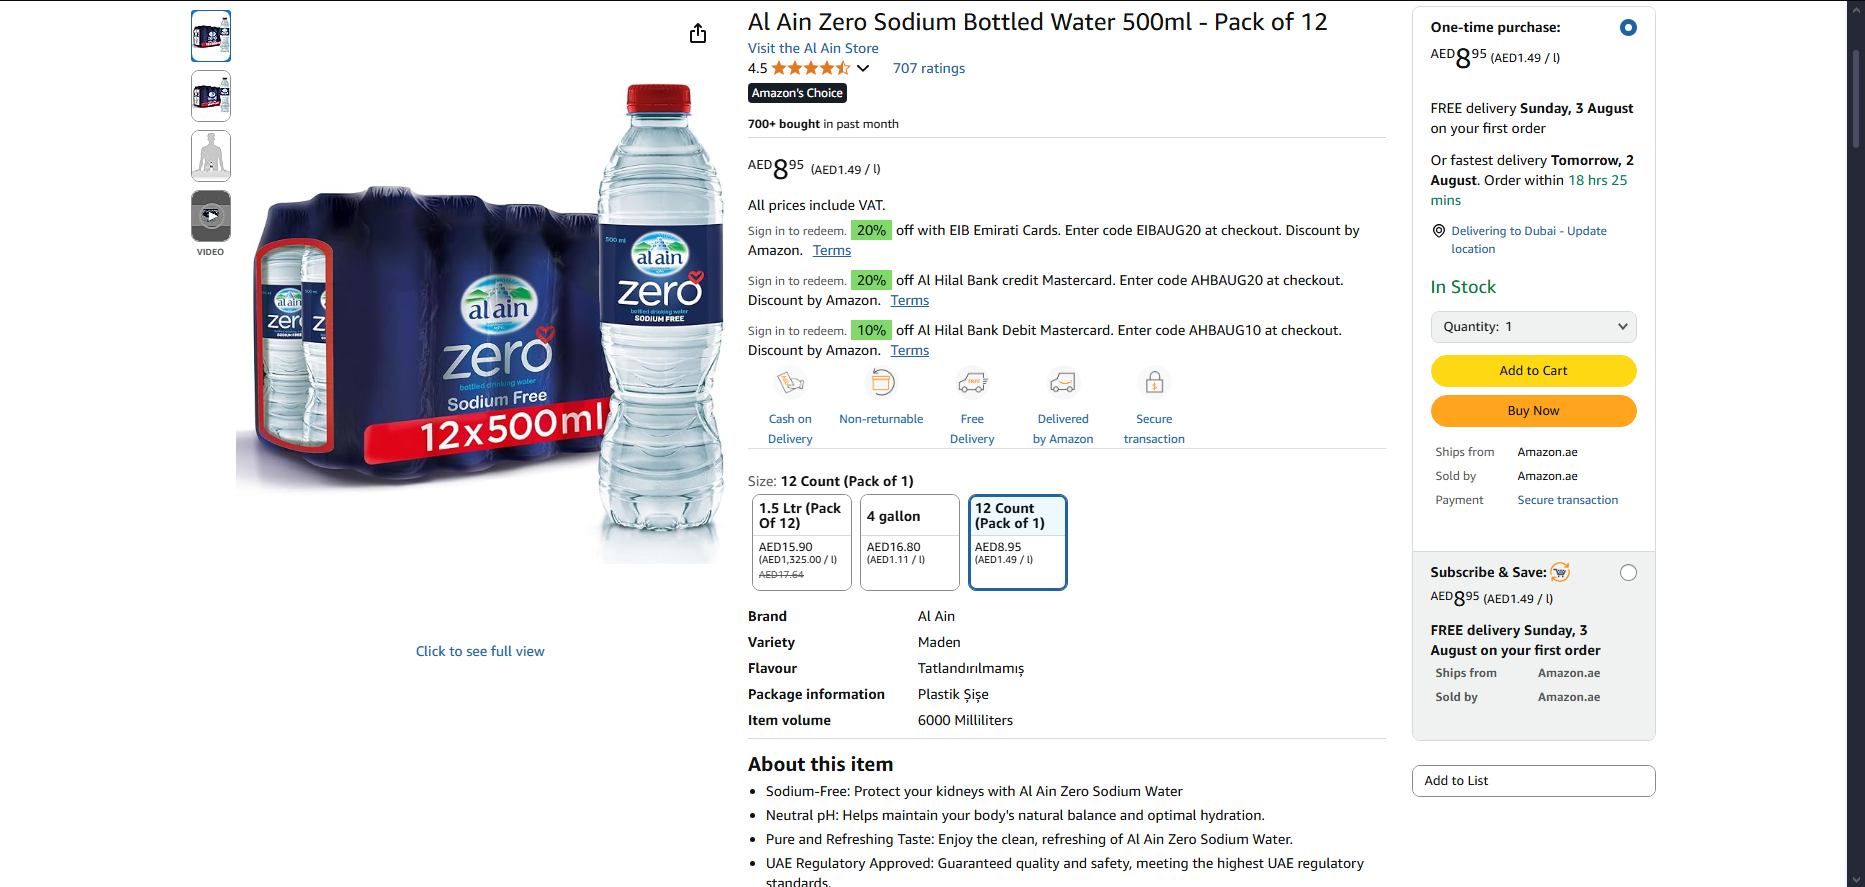 Al Ain Zero Sodium Bottled Water 500ml - Pack of 12
Visit the Al Ain Store
4.5
707 ratings
Amazon's Choice
700+ bought in past month
AED895 (AED1.49 / l)
All prices include VAT.
Sign in to redeem. 20% off with EIB Emirati Cards. Enter code EIBAUG20 at checkout. Discount by
Amazon. Terms
Sign in to redeem. 20% off Al Hilal Bank credit Mastercard. Enter code AHBAUG20 at checkout.
Discount by Amazon. Terms
Sign in to redeem. 10% off Al Hilal Bank Debit Mastercard. Enter code AHBAUG10 at checkout.
Discount by Amazon. Terms
Cash on
Delivery
Non-returnable
Free
Delivery
Delivered
by Amazon
Secure
transaction
Size: 12 Count (Pack of 1)
1.5 Ltr (Pack
Of 12)
AED15.90
(AED1,325.00 / l)
AED17.64
4 gallon
AED16.80
(AED1.11 / l)
12 Count
(Pack of 1)
AED8.95
(AED1.49 / l)
Brand Al Ain
Variety Maden
Flavour Tatlandırılmamış
Package information Plastik Şişe
Item volume 6000 Milliliters
About this item
Sodium-Free: Protect your kidneys with Al Ain Zero Sodium Water
Neutral pH: Helps maintain your body's natural balance and optimal hydration.
Pure and Refreshing Taste: Enjoy the clean, refreshing of Al Ain Zero Sodium Water.
UAE Regulatory Approved: Guaranteed quality and safety, meeting the highest UAE regulatory
standards.
VIDEO
500 ml
al ain
zero
bottled drinking water
SODIUM FREE
al ain
zero
bottled drinking water
Sodium Free
12x500ml
al ain
zero
Click to see full view
One-time purchase:
AED895 (AED1.49 / l)
FREE delivery Sunday, 3 August
on your first order
Or fastest delivery Tomorrow, 2
August. Order within 18 hrs 25
mins
Delivering to Dubai - Update
location
In Stock
Quantity: 1
Add to Cart
Buy Now
Ships from Amazon.ae
Sold by Amazon.ae
Payment Secure transaction
Subscribe & Save:
AED895 (AED1.49 / l)
FREE delivery Sunday, 3
August on your first order
Ships from Amazon.ae
Sold by Amazon.ae
Add to List